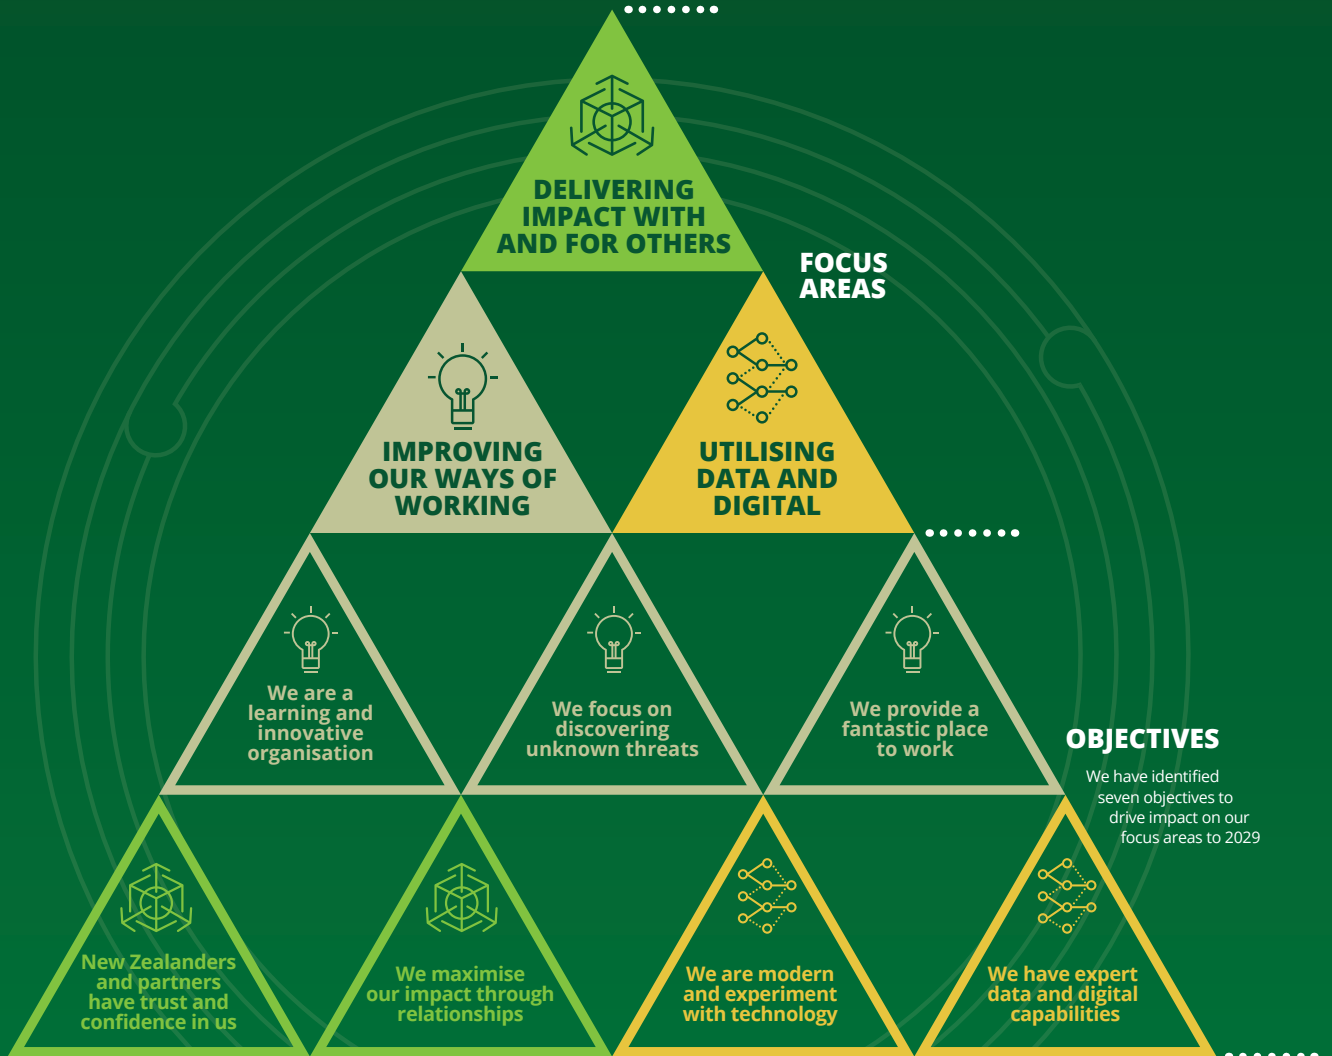 DELIVERING
IMPACT WITH
AND FOR OTHERS
FOCUS
AREAS
IMPROVING
OUR WAYS OF
WORKING
UTILISING
DATA AND
DIGITAL
We are a
learning and
innovative
organisation
We focus on
discovering
unknown threats
We provide a
fantastic place
to work
OBJECTIVES
We have identified
seven objectives to
drive impact on our
focus areas to 2029
New Zealanders
and partners
have trust and
confidence in us
We maximise
our impact through
relationships
We are modern
and experiment
with technology
We have expert
data and digital
capabilities